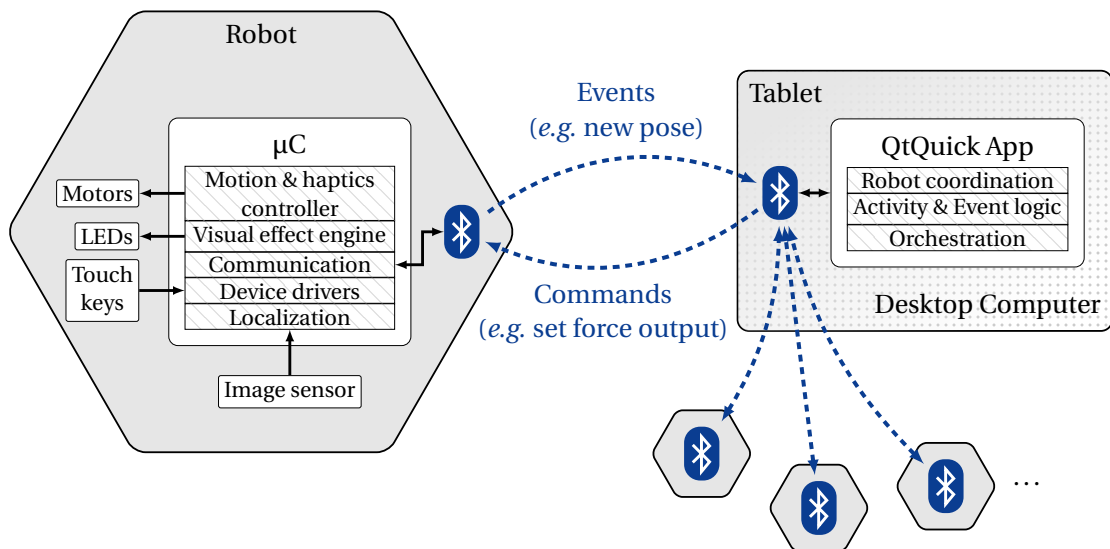 Robot
µC
Motion & haptics
controller
Visual effect engine
Communication
Device drivers
Localization
Motors
LEDs
Touch
keys
Image sensor
Events
(e.g. new pose)
Commands
(e.g. set force output)
Tablet
QtQuick App
Robot coordination
Activity & Event logic
Orchestration
Desktop Computer
...